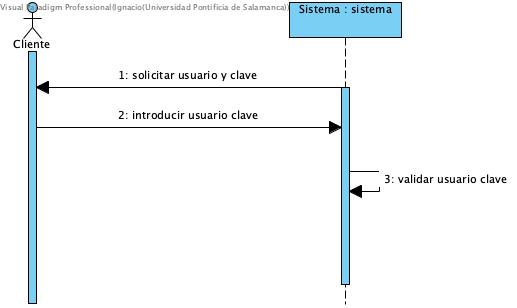 Visual Paradigm Professional(Ignacio(Universidad Pontificia de Salamanca))
Sistema : sistema
Cliente
1: solicitar usuario y clave
2: introducir usuario clave
3: validar usuario clave